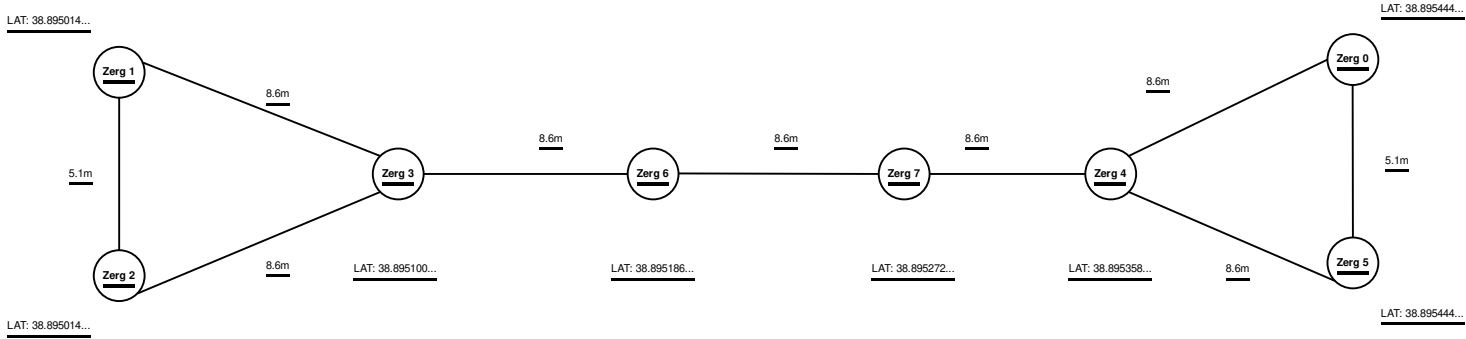 LAT: 38.895014...
LAT: 38.895444...
Zerg 1
Zerg 0
8.6m
8.6m
8.6m
8.6m
8.6m
5.1m
Zerg 3
Zerg 6
Zerg 7
Zerg 4
5.1m
Zerg 2
8.6m
LAT: 38.895100...
LAT: 38.895186...
LAT: 38.895272...
LAT: 38.895358...
8.6m
Zerg 5
LAT: 38.895014...
LAT: 38.895444...